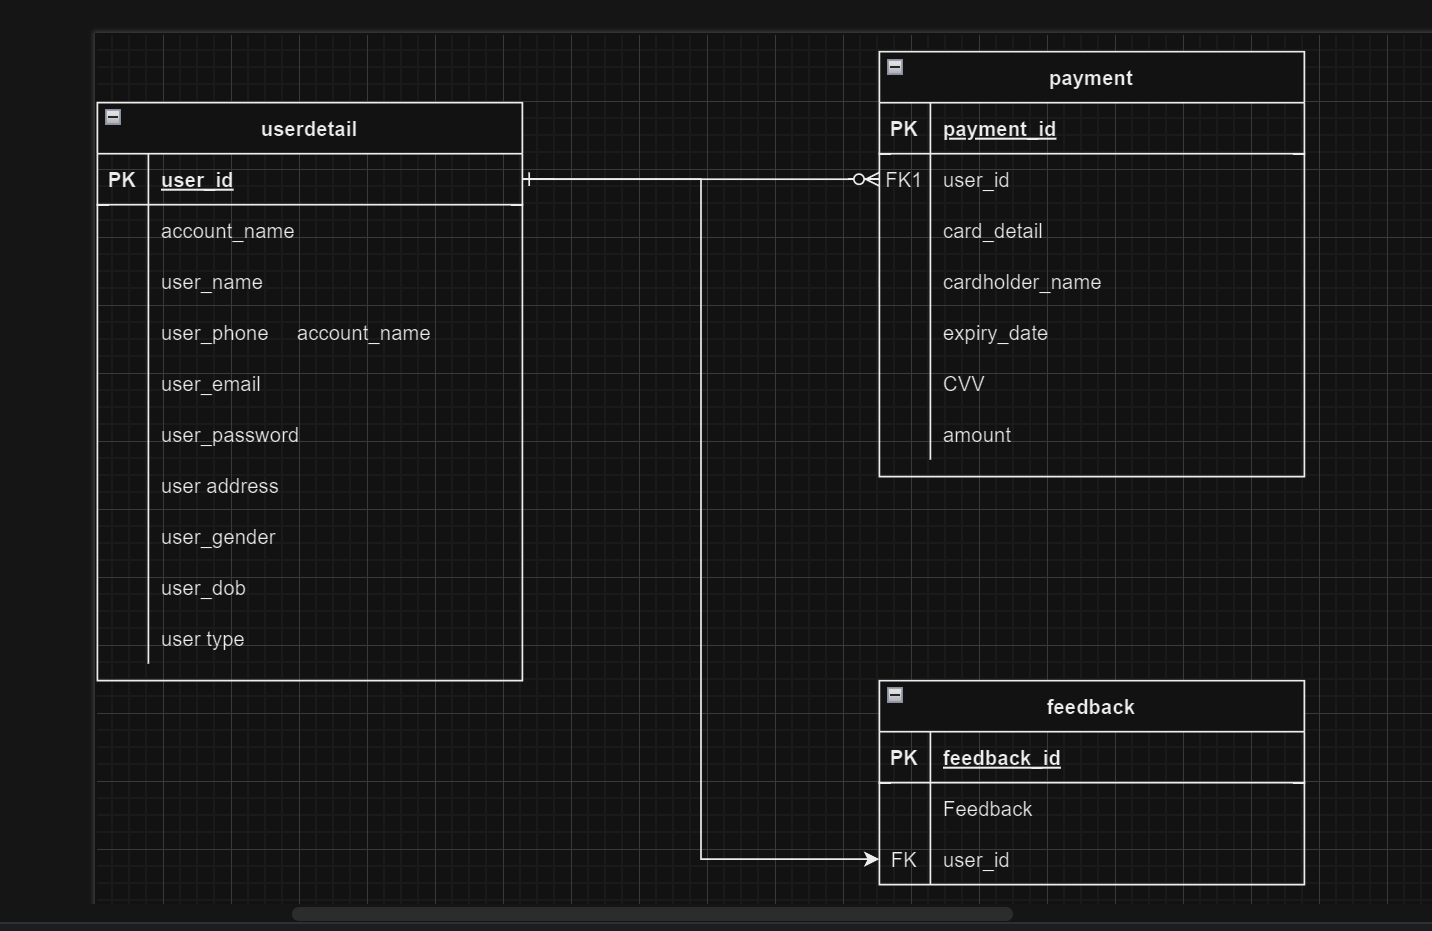 userdetail
PK user_id
account_name
user_name
user_phone account_name
user_email
user_password
user address
user_gender
user_dob
user type
payment
PK payment_id
FK1 user_id
card_detail
cardholder_name
expiry_date
CVV
amount
feedback
PK feedback_id
Feedback
FK user_id